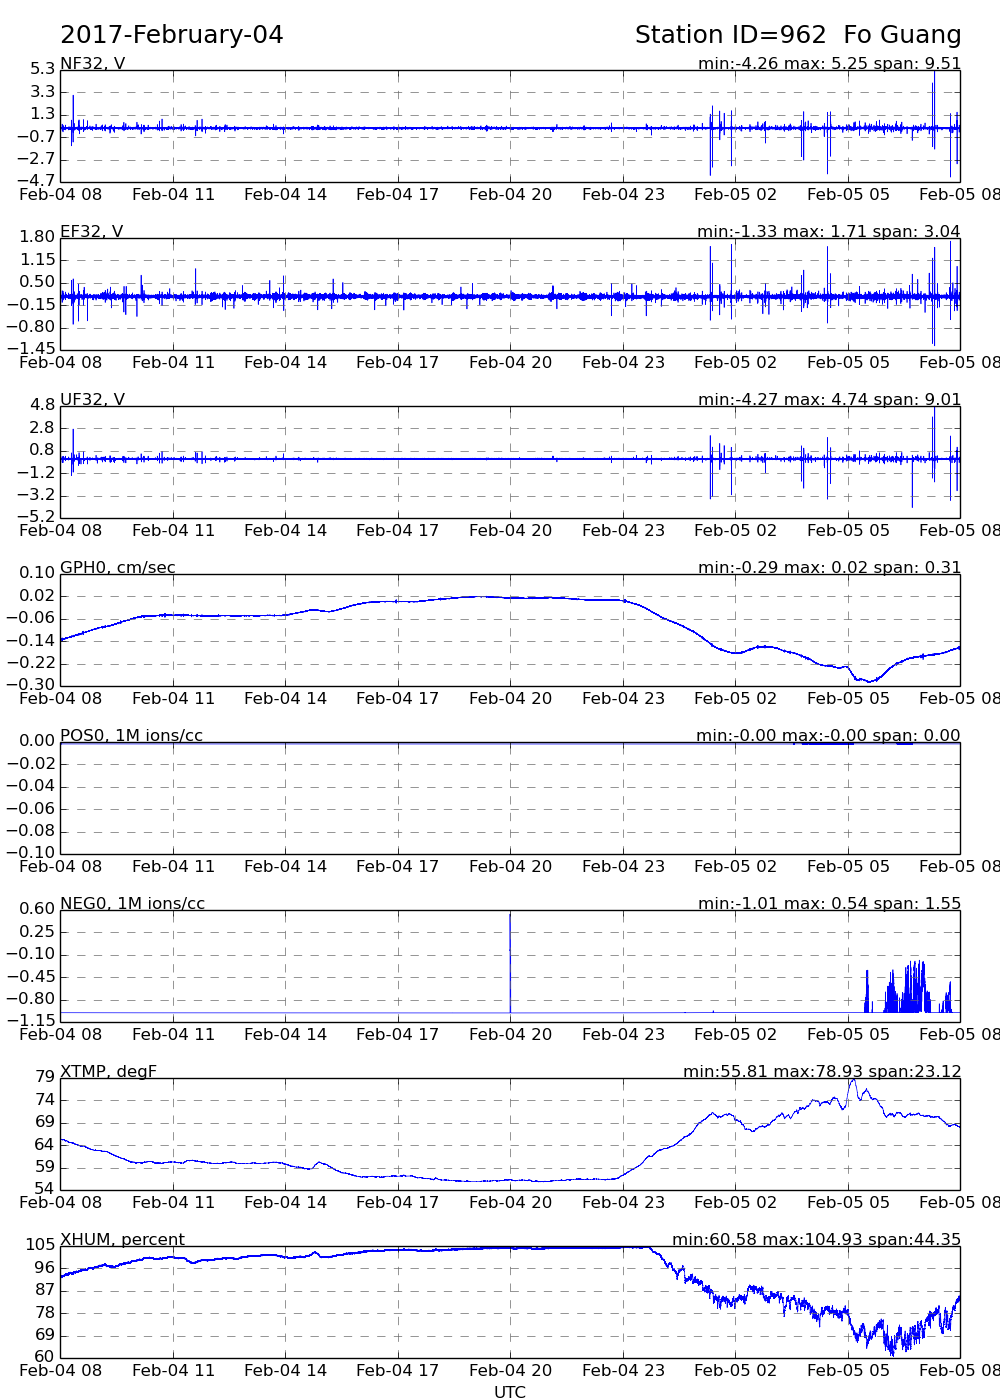 2017-February-04 Station ID=962 Fo Guang
NF32, V min:-4.26 max: 5.25 span: 9.51
5.3
3.3
1.3
−0.7
−2.7
−4.7
Feb-04 08 Feb-04 11 Feb-04 14 Feb-04 17 Feb-04 20 Feb-04 23 Feb-05 02 Feb-05 05 Feb-05 08
EF32, V min:-1.33 max: 1.71 span: 3.04
1.80
1.15
0.50
−0.15
−0.80
−1.45
Feb-04 08 Feb-04 11 Feb-04 14 Feb-04 17 Feb-04 20 Feb-04 23 Feb-05 02 Feb-05 05 Feb-05 08
UF32, V min:-4.27 max: 4.74 span: 9.01
4.8
2.8
0.8
−1.2
−3.2
−5.2
Feb-04 08 Feb-04 11 Feb-04 14 Feb-04 17 Feb-04 20 Feb-04 23 Feb-05 02 Feb-05 05 Feb-05 08
GPH0, cm/sec min:-0.29 max: 0.02 span: 0.31
0.10
0.02
−0.06
−0.14
−0.22
−0.30
Feb-04 08 Feb-04 11 Feb-04 14 Feb-04 17 Feb-04 20 Feb-04 23 Feb-05 02 Feb-05 05 Feb-05 08
POS0, 1M ions/cc min:-0.00 max:-0.00 span: 0.00
0.00
−0.02
−0.04
−0.06
−0.08
−0.10
Feb-04 08 Feb-04 11 Feb-04 14 Feb-04 17 Feb-04 20 Feb-04 23 Feb-05 02 Feb-05 05 Feb-05 08
NEG0, 1M ions/cc min:-1.01 max: 0.54 span: 1.55
0.60
0.25
−0.10
−0.45
−0.80
−1.15
Feb-04 08 Feb-04 11 Feb-04 14 Feb-04 17 Feb-04 20 Feb-04 23 Feb-05 02 Feb-05 05 Feb-05 08
XTMP, degF min:55.81 max:78.93 span:23.12
79
74
69
64
59
54
Feb-04 08 Feb-04 11 Feb-04 14 Feb-04 17 Feb-04 20 Feb-04 23 Feb-05 02 Feb-05 05 Feb-05 08
XHUM, percent min:60.58 max:104.93 span:44.35
105
96
87
78
69
60
Feb-04 08 Feb-04 11 Feb-04 14 Feb-04 17 Feb-04 20 Feb-04 23 Feb-05 02 Feb-05 05 Feb-05 08
UTC